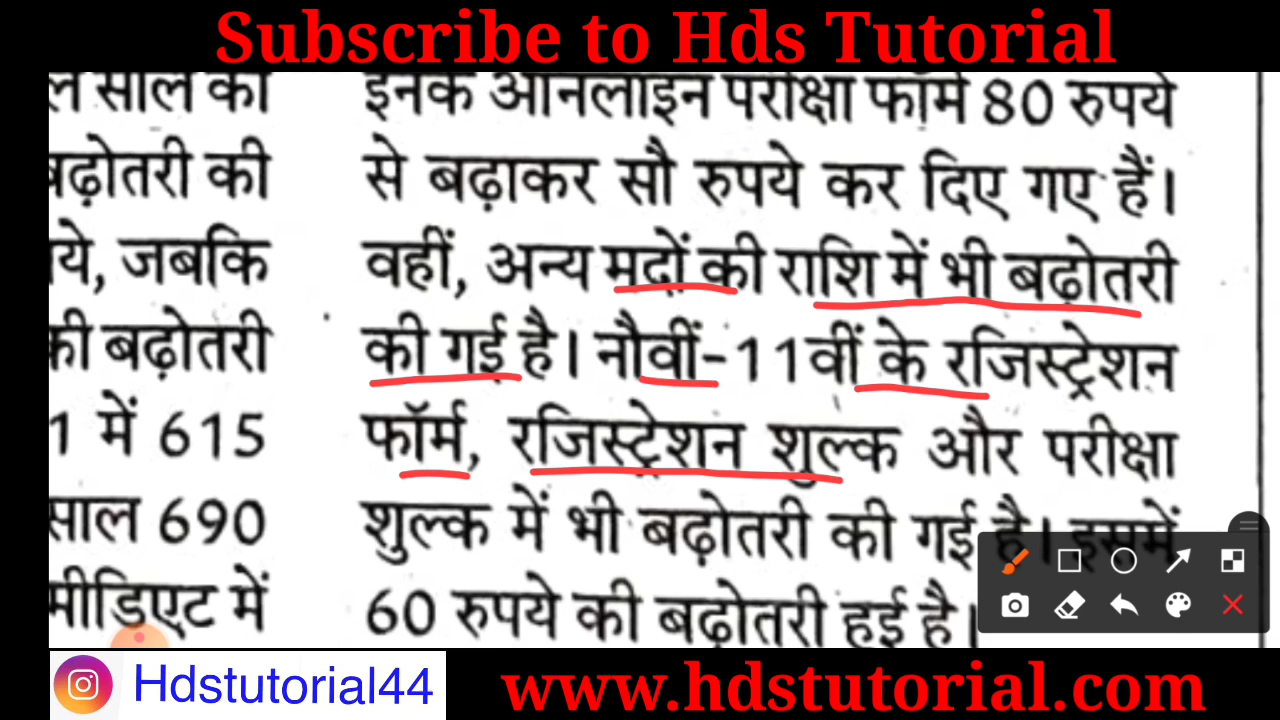 Subscribe to Hds Tutorial
ल साल की
बढ़ोतरी की
ये, जबकि
की बढ़ोतरी
1 में 615
साल 690
मीडिएट में
इनके ऑनलाइन परीक्षा फॉर्म 80 रुपये
से बढ़ाकर सौ रुपये कर दिए गए हैं।
वहीं, अन्य मदों की राशि में भी बढ़ोतरी
की गई है। नौवीं-11वीं के रजिस्ट्रेशन
फॉर्म, रजिस्ट्रेशन शुल्क और परीक्षा
शुल्क में भी बढ़ोतरी की गई है। इसमें
60 रुपये की बढ़ोतरी हुई है।
Hdstutorial44
www.hdstutorial.com